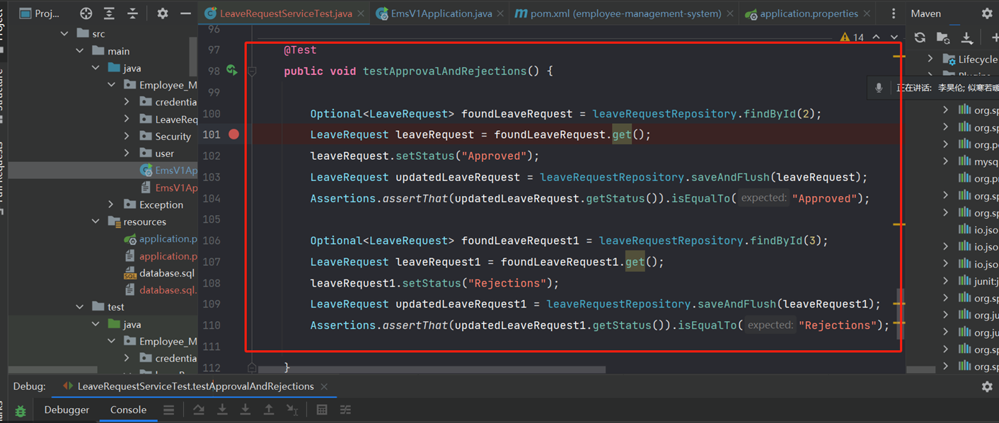 Proj...
LeaveRequestServiceTest.java
EmsV1Application.java
pom.xml (employee-management-system)
application.properties
Maven
src
main
java
Employee_M
credentia
LeaveReq
Security
user
EmsV1Ap
EmsV1Ap
Exception
resources
application.p
application.p
database.sql
database.sql.
test
java
Employee_M
credentia
14
96
97 @Test
98 public void testApprovalAndRejections() {
99
100 Optional<LeaveRequest> foundLeaveRequest = leaveRequestRepository.findById(2);
101 LeaveRequest leaveRequest = foundLeaveRequest.get();
102 leaveRequest.setStatus("Approved");
103 LeaveRequest updatedLeaveRequest = leaveRequestRepository.saveAndFlush(leaveRequest);
104 Assertions.assertThat(updatedLeaveRequest.getStatus()).isEqualTo( expected: "Approved");
105
106 Optional<LeaveRequest> foundLeaveRequest1 = leaveRequestRepository.findById(3);
107 LeaveRequest leaveRequest1 = foundLeaveRequest1.get();
108 leaveRequest1.setStatus("Rejections");
109 LeaveRequest updatedLeaveRequest1 = leaveRequestRepository.saveAndFlush(leaveRequest1);
110 Assertions.assertThat(updatedLeaveRequest1.getStatus()).isEqualTo( expected: "Rejections");
111
112 }
Lifecycle
正在讲话: 李昊伦; 似寒若暖
org.sp
org.sp
org.po
mysq
org.pr
org.sp
org.sp
io.jso
io.jso
io.jso
junit:j
org.sp
org.ju
org.ju
org.sp
org.sp
Debug: LeaveRequestServiceTest.testApprovalAndRejections
Debugger
Console